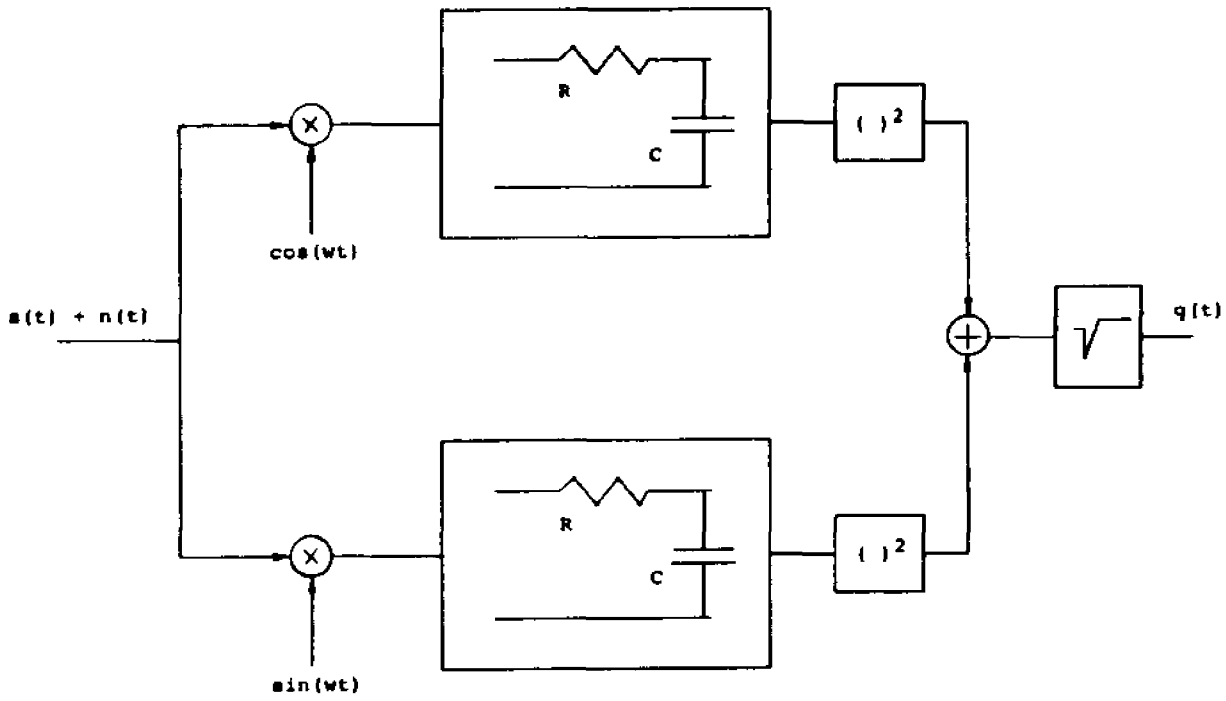 R
C
( )²
cos(wt)
s(t) + n(t)
q(t)
R
C
( )²
sin(wt)